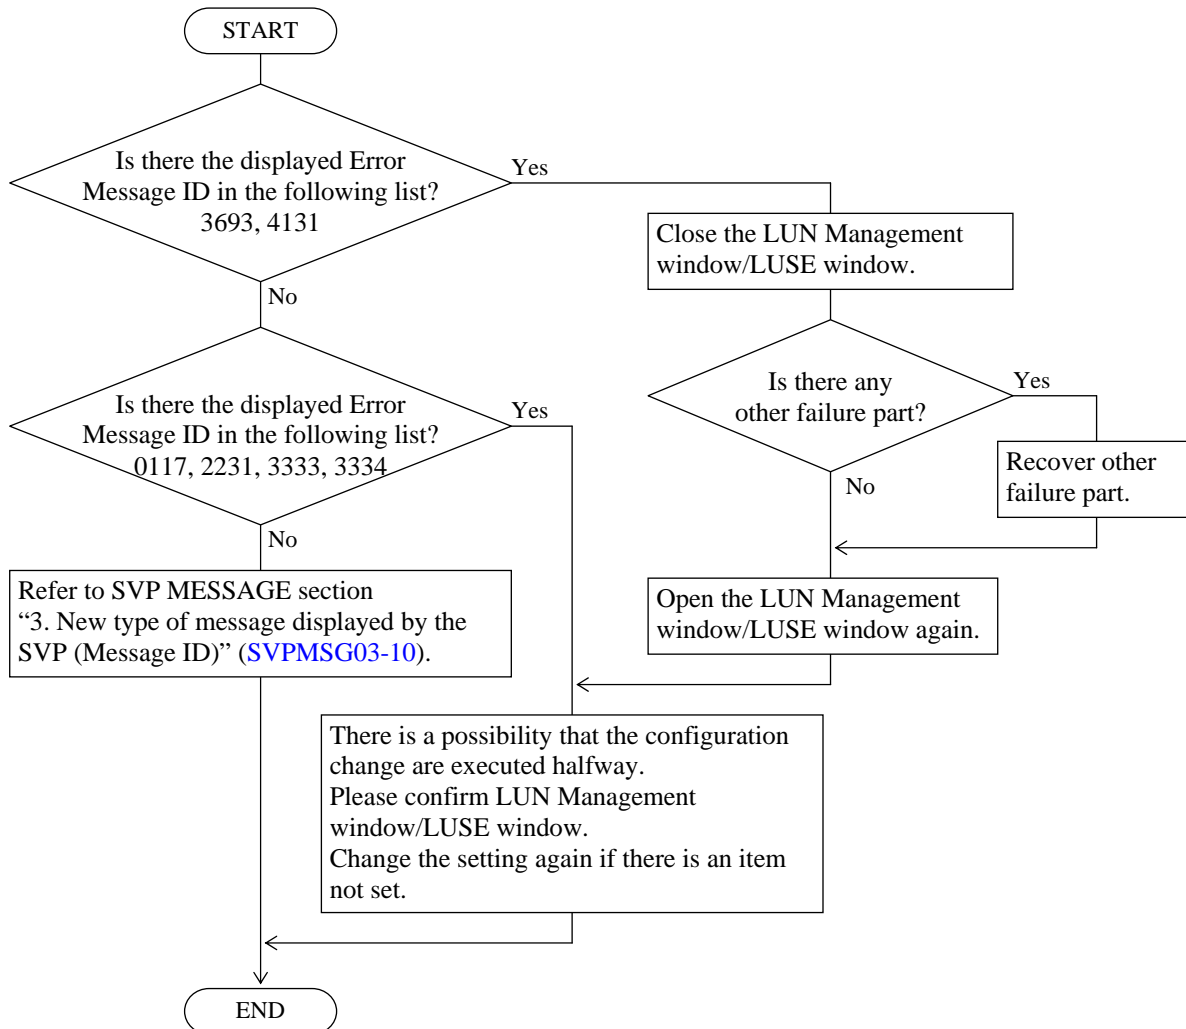 START
Is there the displayed Error
Message ID in the following list?
3693, 4131
Yes
No
Close the LUN Management
window/LUSE window.
Is there any
other failure part?
Yes
No
Recover other
failure part.
Open the LUN Management
window/LUSE window again.
Is there the displayed Error
Message ID in the following list?
0117, 2231, 3333, 3334
Yes
No
Refer to SVP MESSAGE section
“3. New type of message displayed by the
SVP (Message ID)” (SVPMSG03-10).
There is a possibility that the configuration
change are executed halfway.
Please confirm LUN Management
window/LUSE window.
Change the setting again if there is an item
not set.
END